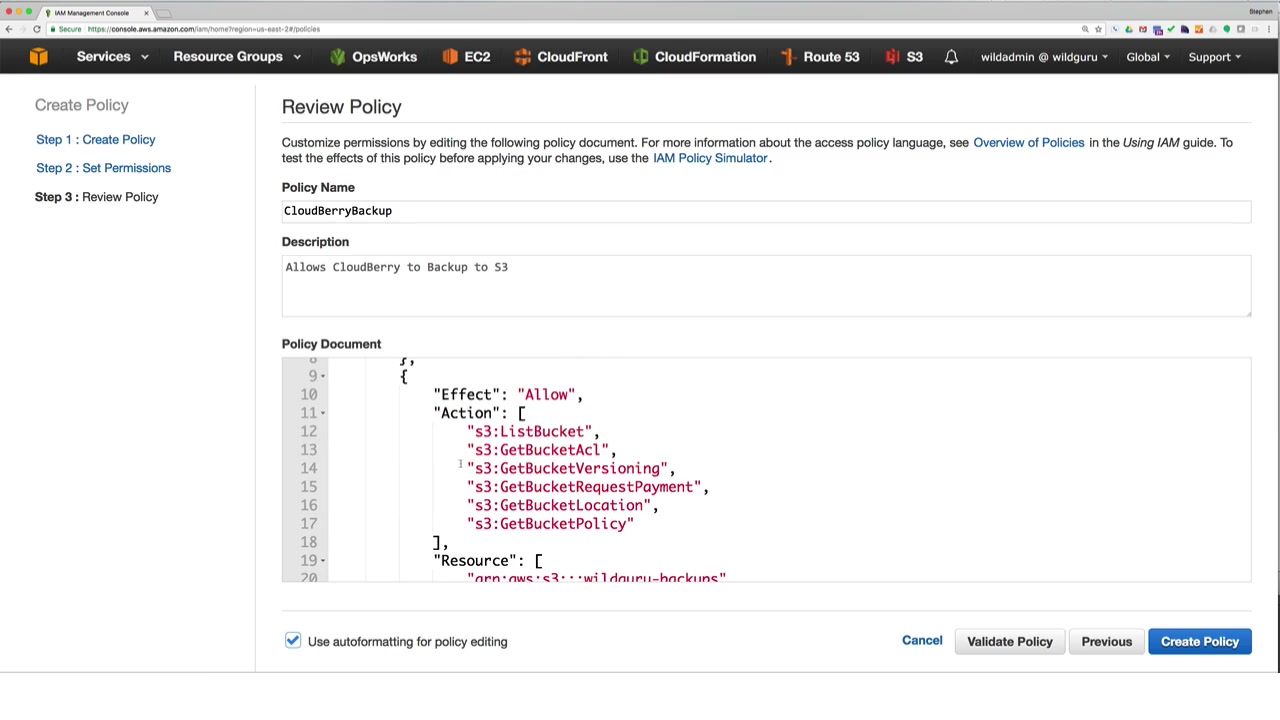 IAM Management Console
Stephen
Secure https://console.aws.amazon.com/iam/home?region=us-east-2#/policies
Services Resource Groups OpsWorks EC2 CloudFront CloudFormation Route 53 S3 wildadmin @ wildguru Global Support
Create Policy
Step 1 : Create Policy
Step 2 : Set Permissions
Step 3 : Review Policy
Review Policy
Customize permissions by editing the following policy document. For more information about the access policy language, see Overview of Policies in the Using IAM guide. To
test the effects of this policy before applying your changes, use the IAM Policy Simulator.
Policy Name
CloudBerryBackup
Description
Allows CloudBerry to Backup to S3
Policy Document
8 },
9 {
10 "Effect": "Allow",
11 "Action": [
12 "s3:ListBucket",
13 "s3:GetBucketAcl",
14 "s3:GetBucketVersioning",
15 "s3:GetBucketRequestPayment",
16 "s3:GetBucketLocation",
17 "s3:GetBucketPolicy"
18 ],
19 "Resource": [
20 "arn:aws:s3:::wildguru-backups"
Use autoformatting for policy editing
Cancel Validate Policy Previous Create Policy